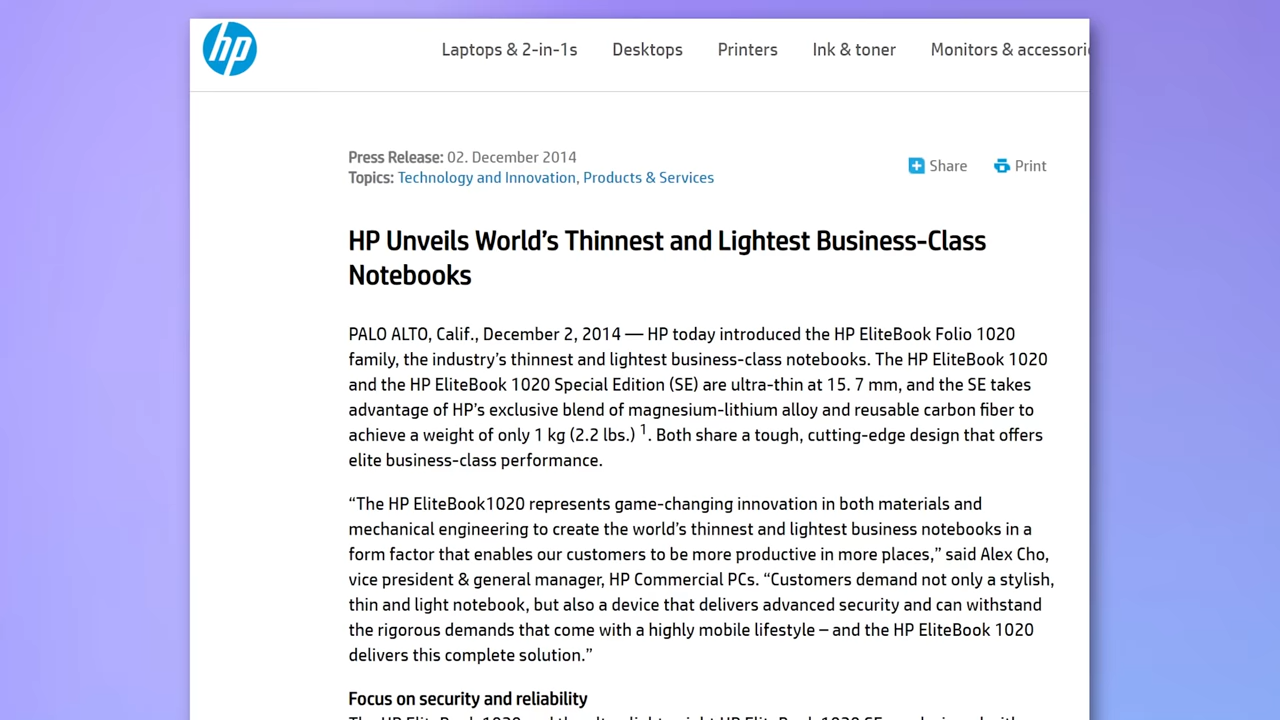 hp
Laptops & 2-in-1s Desktops Printers Ink & toner Monitors & accessorie
Press Release: 02. December 2014
Topics: Technology and Innovation, Products & Services
Share Print
HP Unveils World’s Thinnest and Lightest Business-Class
Notebooks
PALO ALTO, Calif., December 2, 2014 — HP today introduced the HP EliteBook Folio 1020
family, the industry’s thinnest and lightest business-class notebooks. The HP EliteBook 1020
and the HP EliteBook 1020 Special Edition (SE) are ultra-thin at 15. 7 mm, and the SE takes
advantage of HP’s exclusive blend of magnesium-lithium alloy and reusable carbon fiber to
achieve a weight of only 1 kg (2.2 lbs.) 1. Both share a tough, cutting-edge design that offers
elite business-class performance.
“The HP EliteBook1020 represents game-changing innovation in both materials and
mechanical engineering to create the world’s thinnest and lightest business notebooks in a
form factor that enables our customers to be more productive in more places,” said Alex Cho,
vice president & general manager, HP Commercial PCs. “Customers demand not only a stylish,
thin and light notebook, but also a device that delivers advanced security and can withstand
the rigorous demands that come with a highly mobile lifestyle – and the HP EliteBook 1020
delivers this complete solution.”
Focus on security and reliability